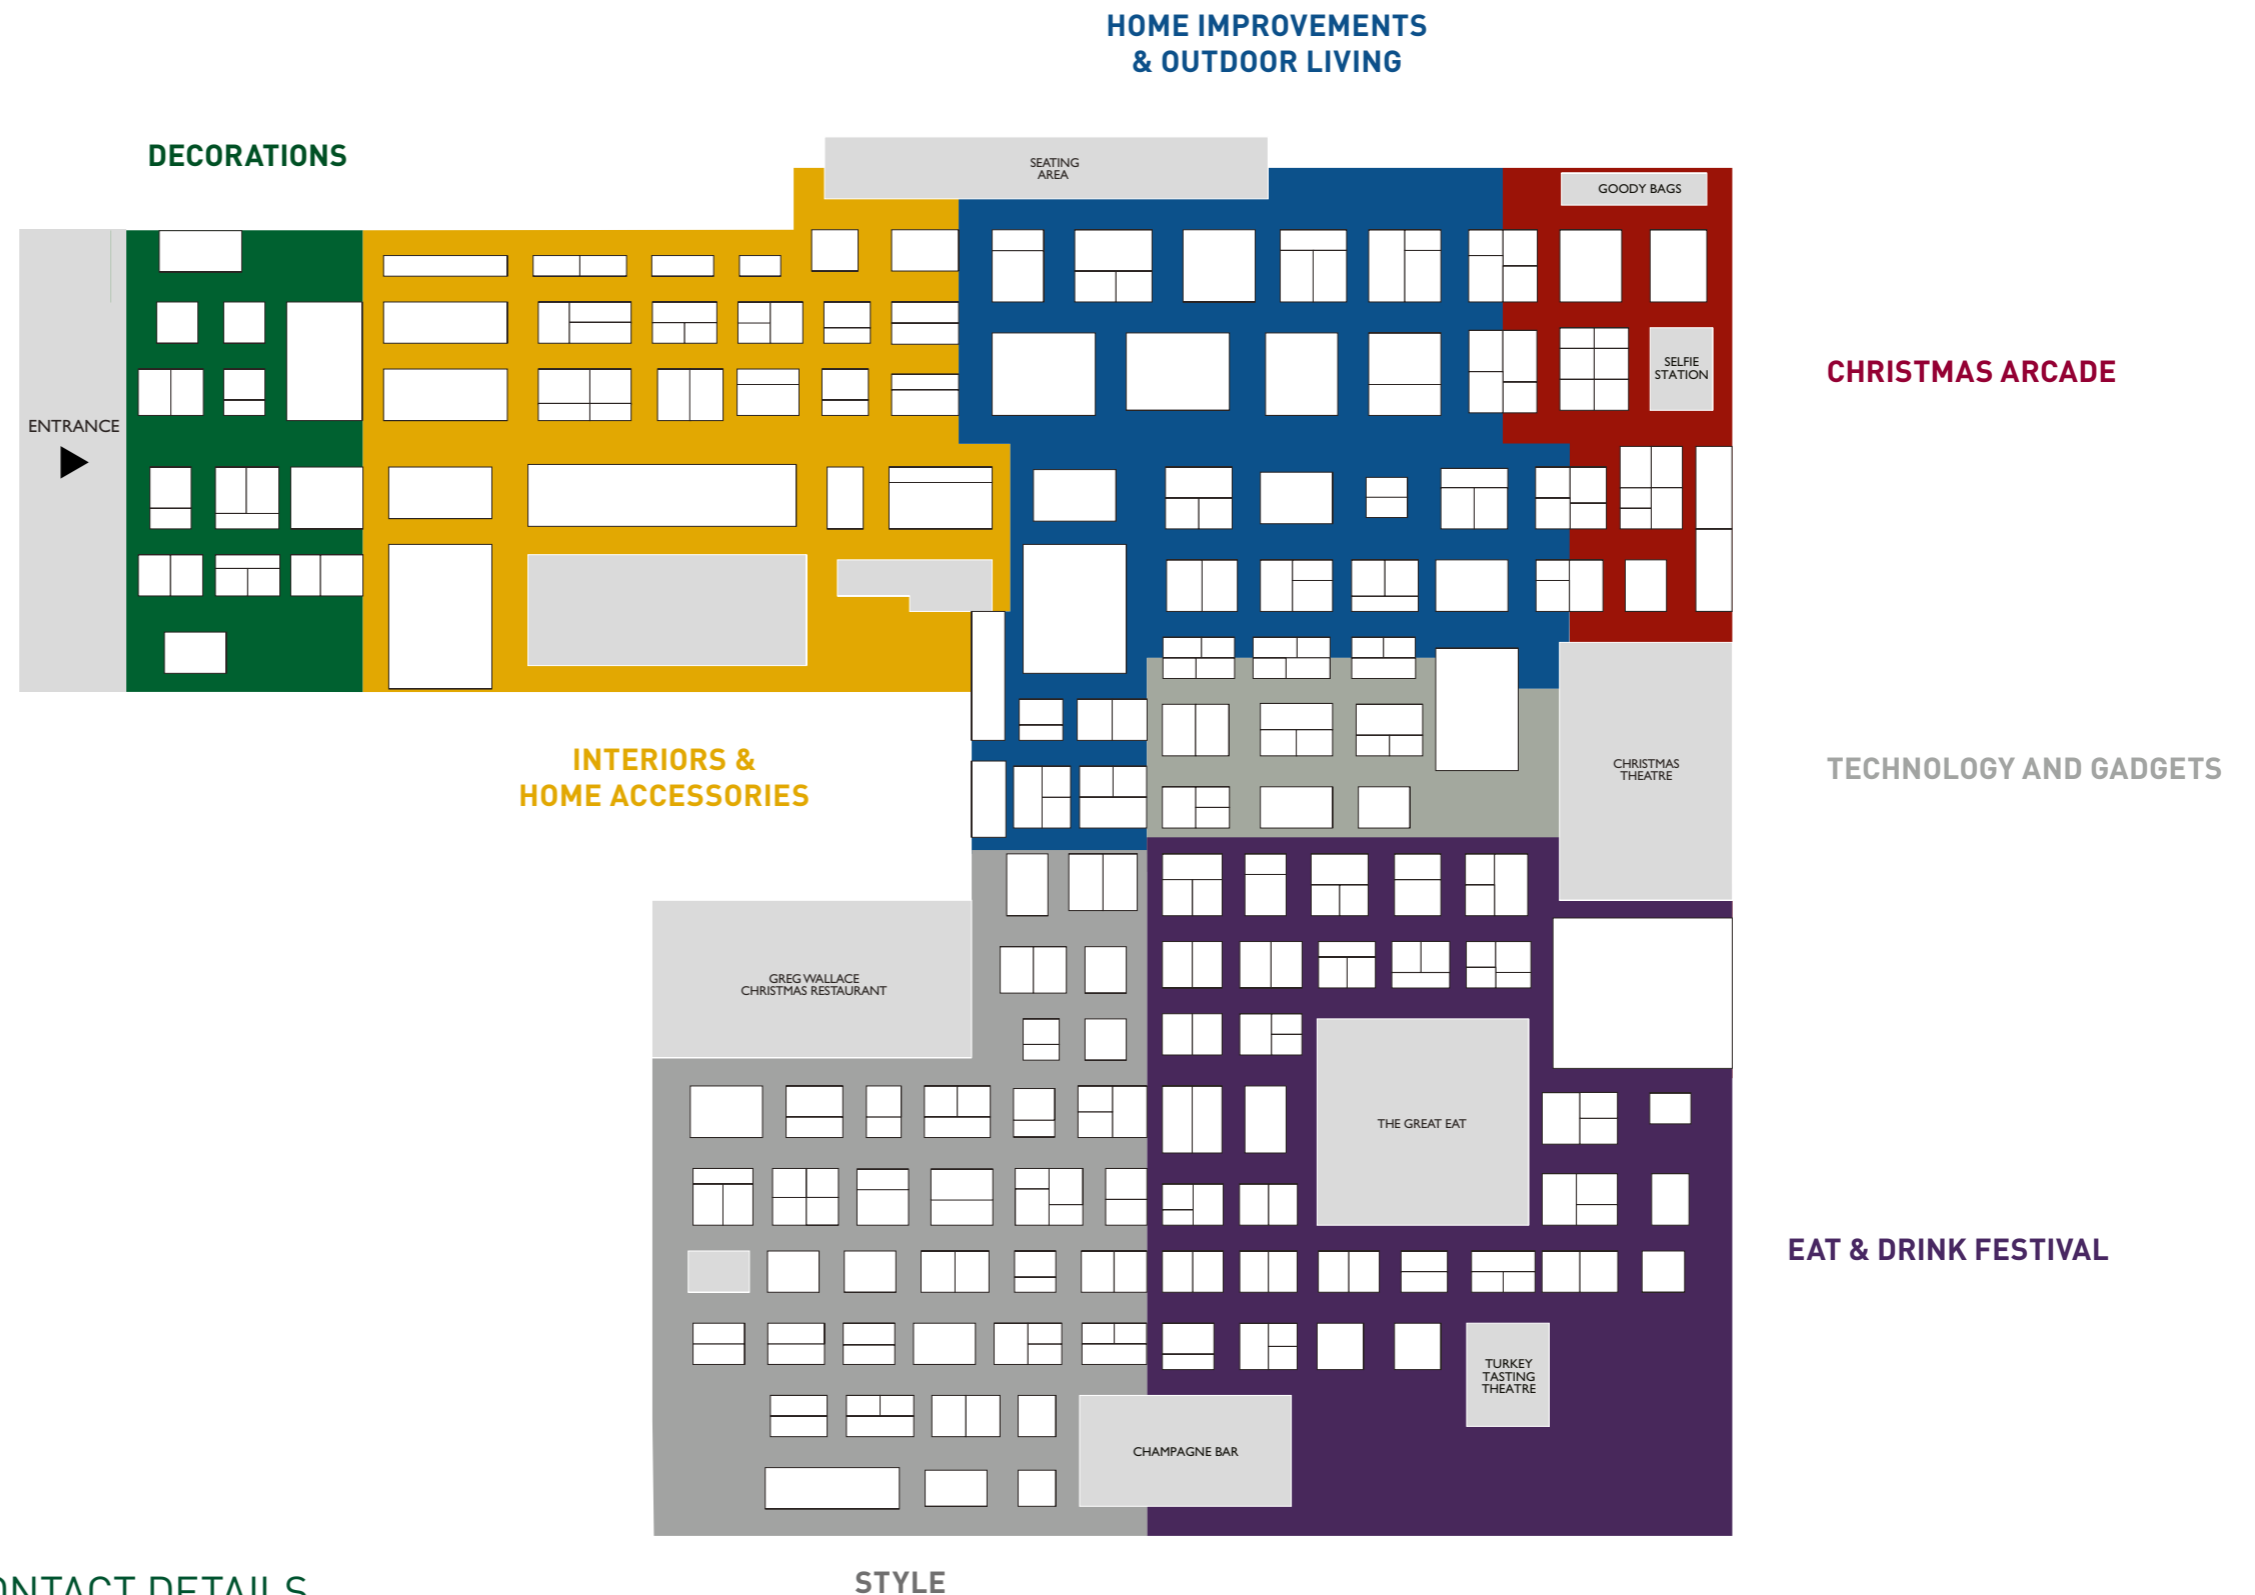 HOME IMPROVEMENTS
& OUTDOOR LIVING
DECORATIONS
SEATING
AREA
GOODY BAGS
SELFIE
STATION
CHRISTMAS ARCADE
ENTRANCE
INTERIORS &
HOME ACCESSORIES
CHRISTMAS
THEATRE
TECHNOLOGY AND GADGETS
GREG WALLACE
CHRISTMAS RESTAURANT
THE GREAT EAT
EAT & DRINK FESTIVAL
TURKEY
TASTING
THEATRE
CHAMPAGNE BAR
STYLE
ONTACT DETAILS